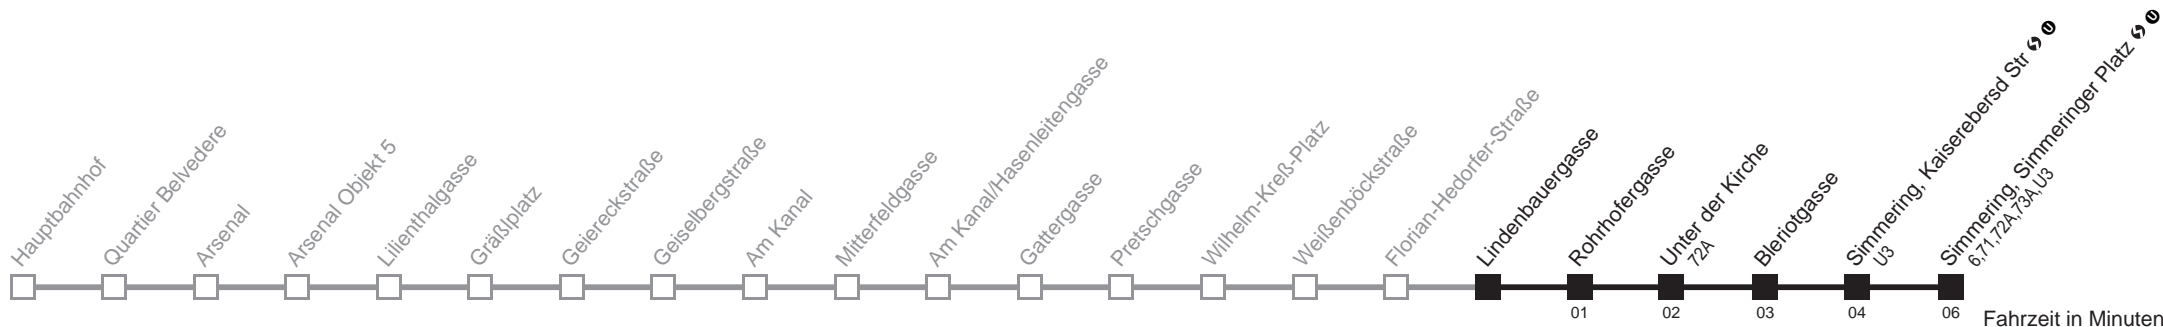 Hauptbahnhof
Quartier Belvedere
Arsenal
Arsenal Objekt 5
Lilienthalgasse
Gräßlplatz
Geiereckstraße
Geiselbergstraße
Am Kanal
Mitterfeldgasse
Am Kanal/Hasenleitengasse
Gattergasse
Pretschgasse
Wilhelm-Kreß-Platz
Weißenböckstraße
Florian-Hedorfer-Straße
Lindenbauergasse
Rohrhofergasse
Unter der Kirche
72A
Bleriotgasse
Simmering, Kaiserebersd Str S U
U3
Simmering, Simmeringer Platz S U
6,71,72A,73A,U3
01
02
03
04
06
Fahrzeit in Minuten